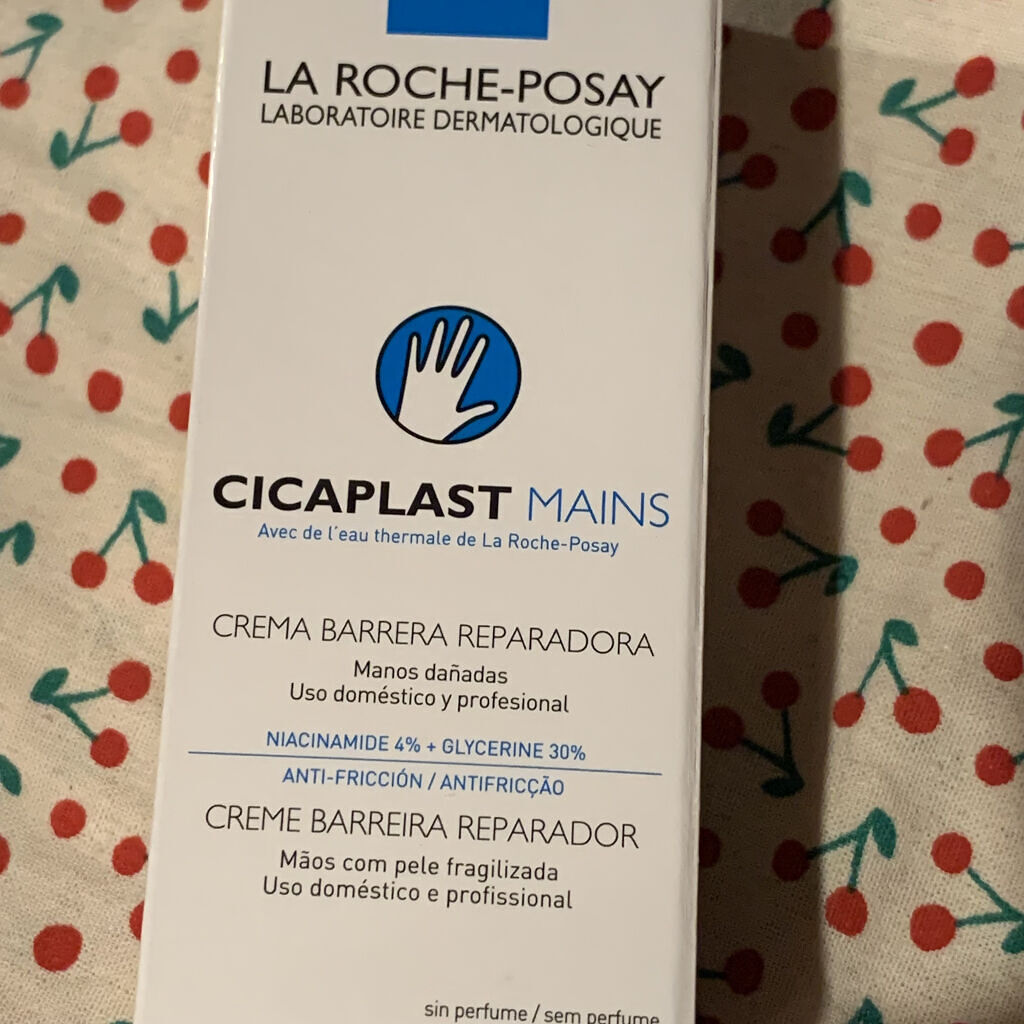 LA ROCHE-POSAY
LABORATOIRE DERMATOLOGIQUE
CICAPLAST MAINS
Avec de l'eau thermale de La Roche-Posay
CREMA BARRERA REPARADORA
Manos dañadas
Uso doméstico y profesional
NIACINAMIDE 4% + GLYCERINE 30%
ANTI-FRICCIÓN / ANTIFRICÇÃO
CREME BARREIRA REPARADOR
Mãos com pele fragilizada
Uso doméstico e profissional
sin perfume / sem perfume